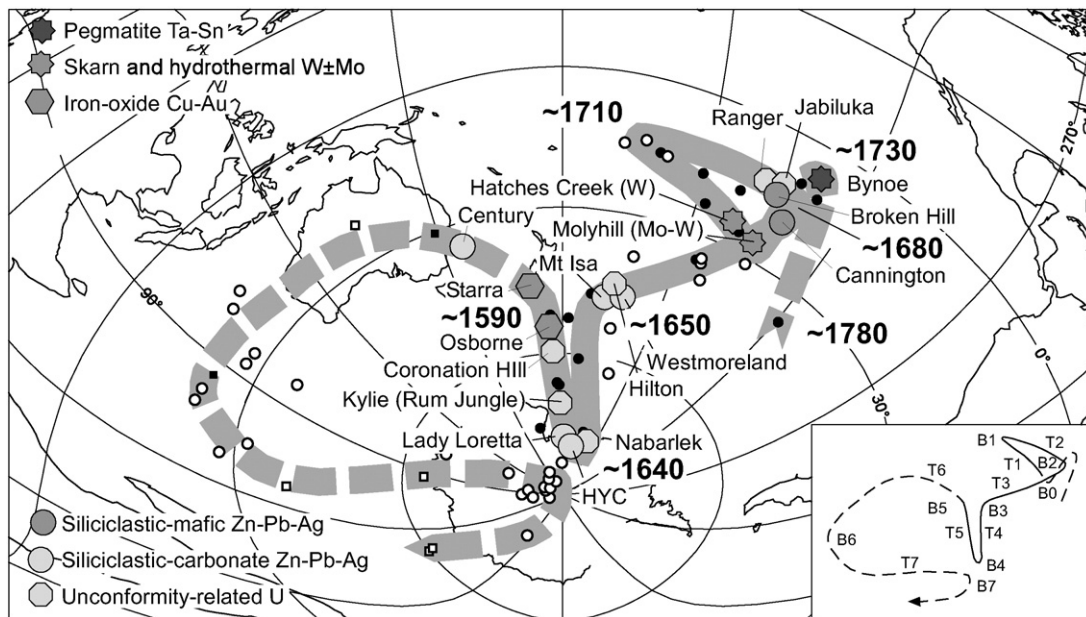 Pegmatite Ta-Sn
Skarn and hydrothermal W±Mo
Iron-oxide Cu-Au
~1710
Ranger
Jabiluka
~1730
Bynoe
Hatches Creek (W)
Century
Broken Hill
Molyhill (Mo-W)
~1680
Mt Isa
Cannington
Starra
~1590
~1650
~1780
Osborne
Westmoreland
Coronation HIll
Hilton
Kylie (Rum Jungle)
Lady Loretta
Nabarlek
~1640
HYC
90°
270°
0°
30°
Siliciclastic-mafic Zn-Pb-Ag
Siliciclastic-carbonate Zn-Pb-Ag
Unconformity-related U
B1
T2
T1
B2
T6
T3
B0
B5
B3
B6
T5
T4
T7
B4
B7